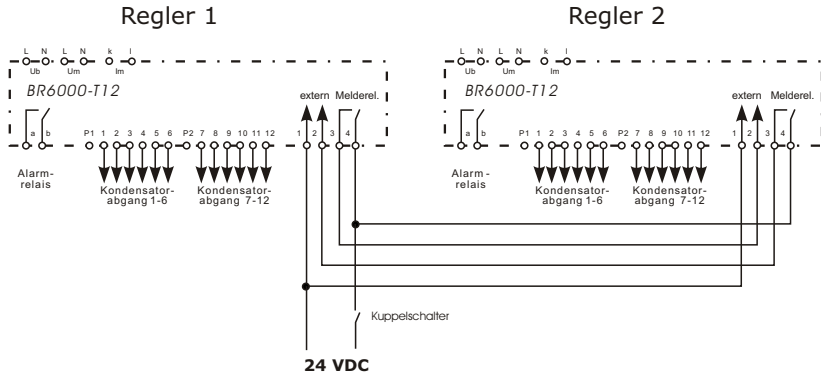 Regler 1
L N L N k l
Ub Um Im
BR6000-T12
extern Melderel.
a b P1 1 2 3 4 5 6 P2 7 8 9 10 11 12 1 2 3 4
Alarm-
relais
Kondensator-
abgang 1-6
Kondensator-
abgang 7-12
Regler 2
L N L N k l
Ub Um Im
BR6000-T12
extern Melderel.
a b P1 1 2 3 4 5 6 P2 7 8 9 10 11 12 1 2 3 4
Alarm-
relais
Kondensator-
abgang 1-6
Kondensator-
abgang 7-12
Kuppelschalter
24 VDC